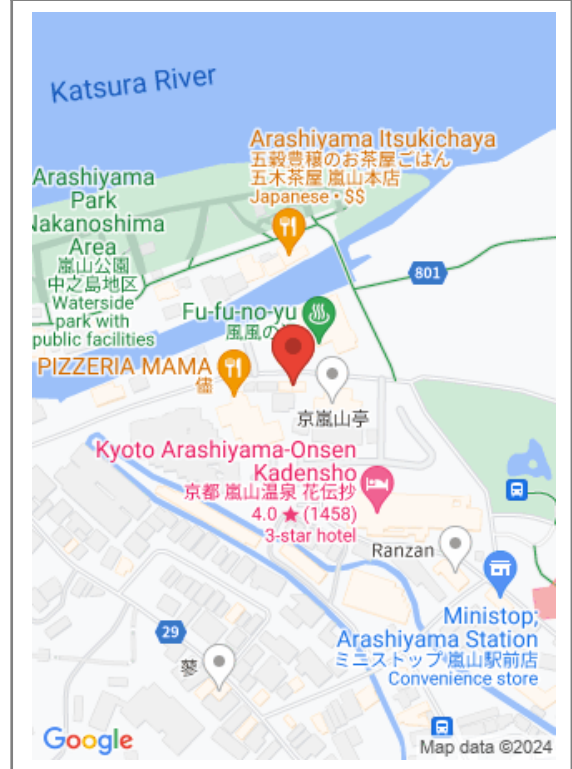 Katsura River
Arashiyama Itsukichaya
五穀豊穣のお茶屋ごはん
五木茶屋 嵐山本店
Japanese • $$
Arashiyama
Park
Nakanoshima
Area
嵐山公園
中之島地区
Waterside
park with
public facilities
801
Fu-fu-no-yu
風風の
PIZZERIA MAMA
儘
京嵐山亭
Kyoto Arashiyama-Onsen
Kadensho
京都 嵐山温泉 花伝抄
4.0 ★ (1458)
3-star hotel
Ranzan
Ministop;
Arashiyama Station
ミニストップ 嵐山駅前店
Convenience store
29
蓼
Google
Map data ©2024